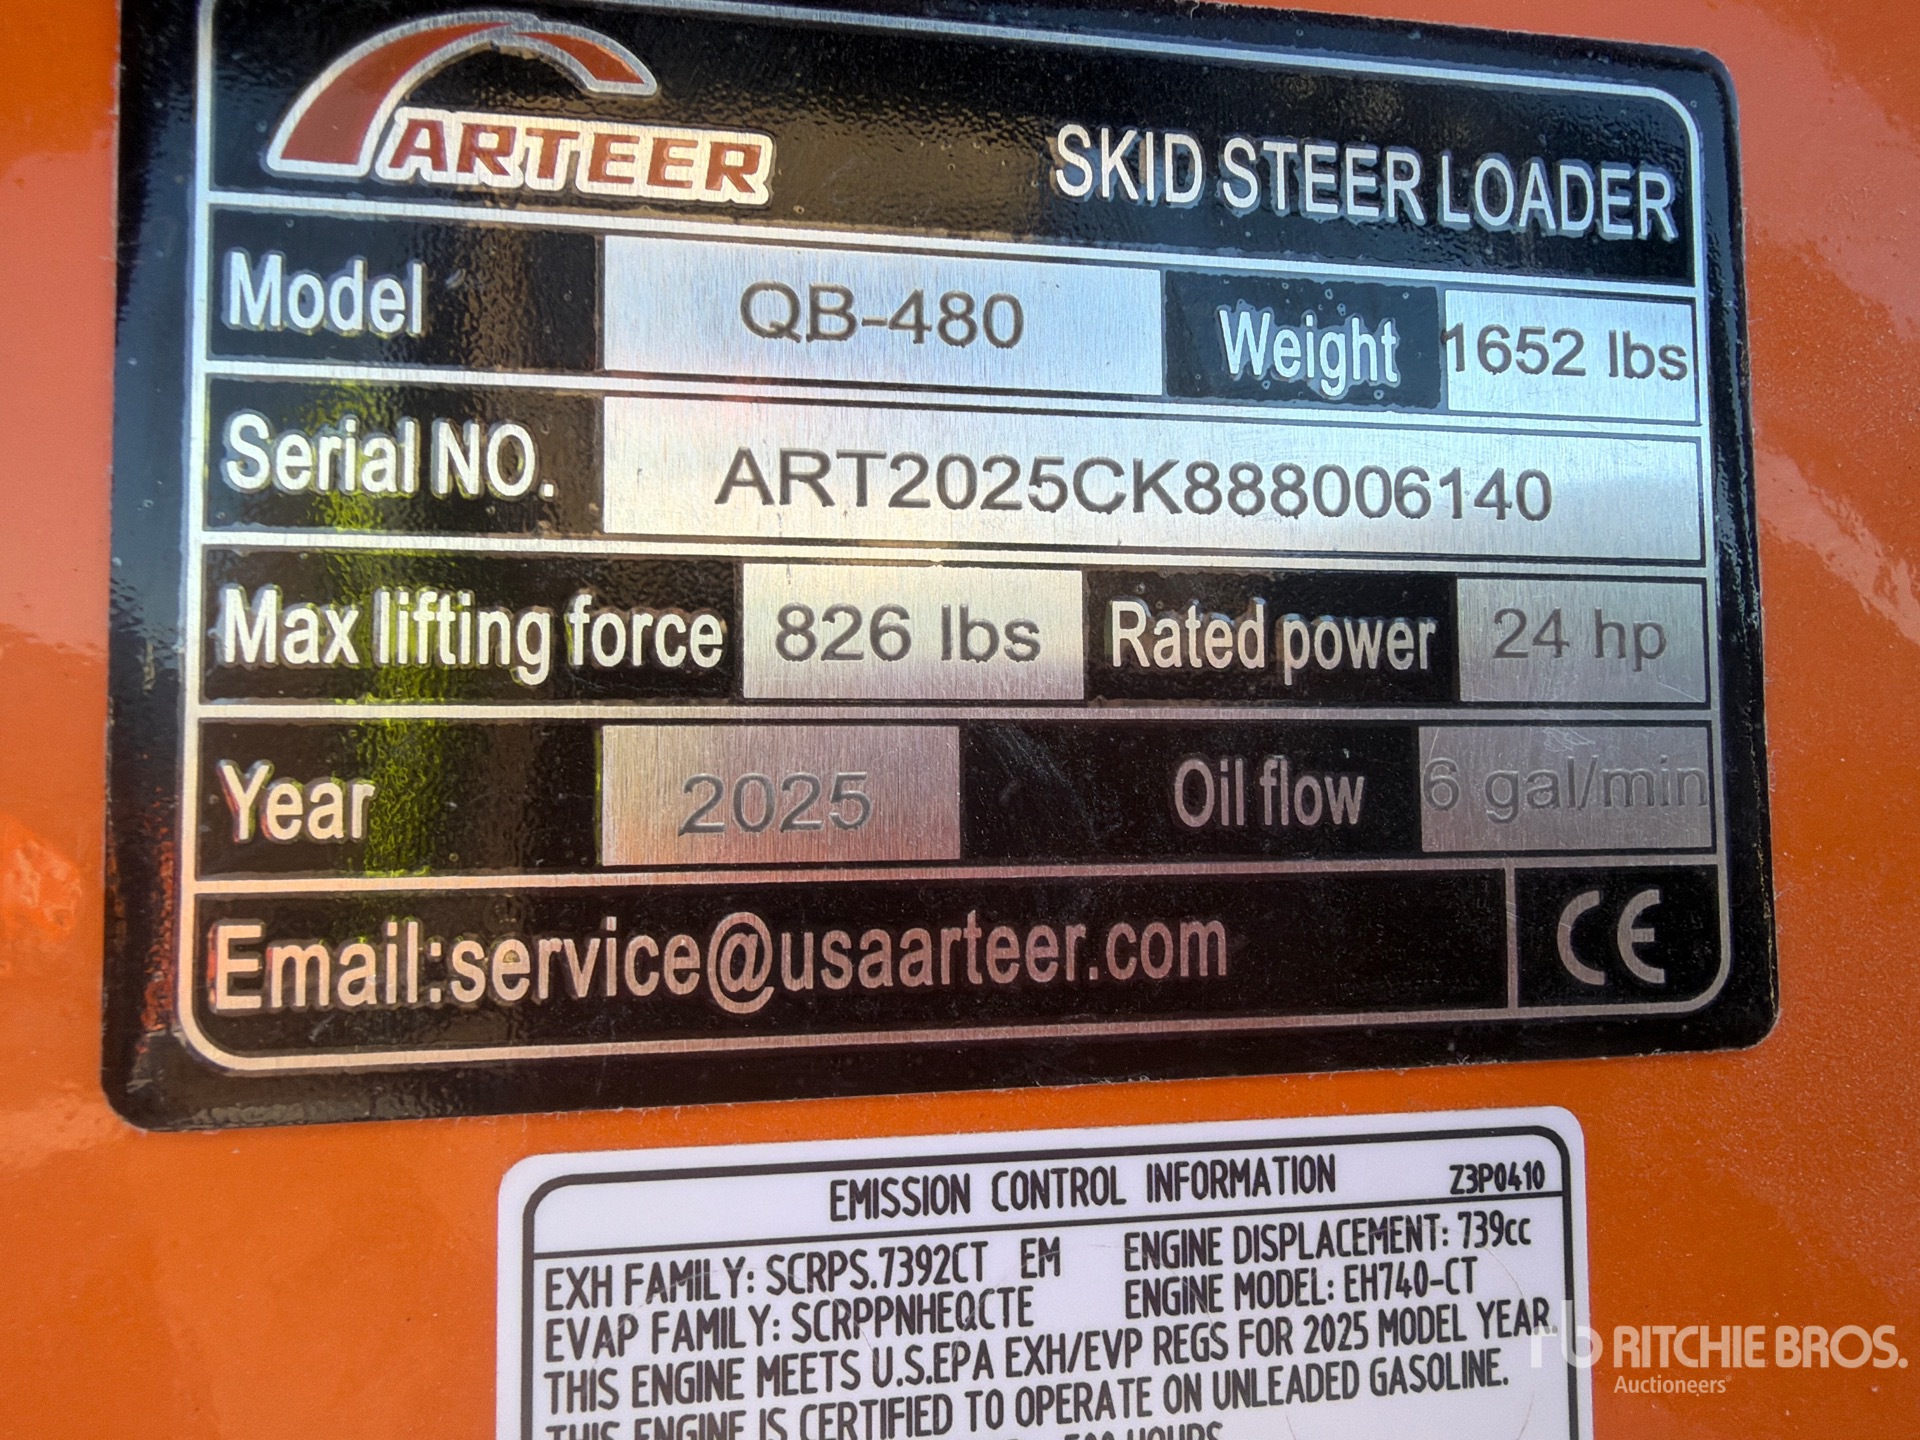 ARTEER SKID STEER LOADER
Model QB-480 Weight 1652 lbs
Serial NO. ART2025CK888006140
Max lifting force 826 lbs Rated power 24 hp
Year 2025 Oil flow 6 gal/min
Email:service@usaarteer.com CE
EMISSION CONTROL INFORMATION Z3P0410
EXH FAMILY: SCRPS.7392CT EM ENGINE DISPLACEMENT: 739cc
EVAP FAMILY: SCRPPNHEQCTE ENGINE MODEL: EH740-CT
THIS ENGINE MEETS U.S.EPA EXH/EVP REGS FOR 2025 MODEL YEAR.
THIS ENGINE IS CERTIFIED TO OPERATE ON UNLEADED GASOLINE.
500 HOURS
rb RITCHIE BROS.
Auctioneers